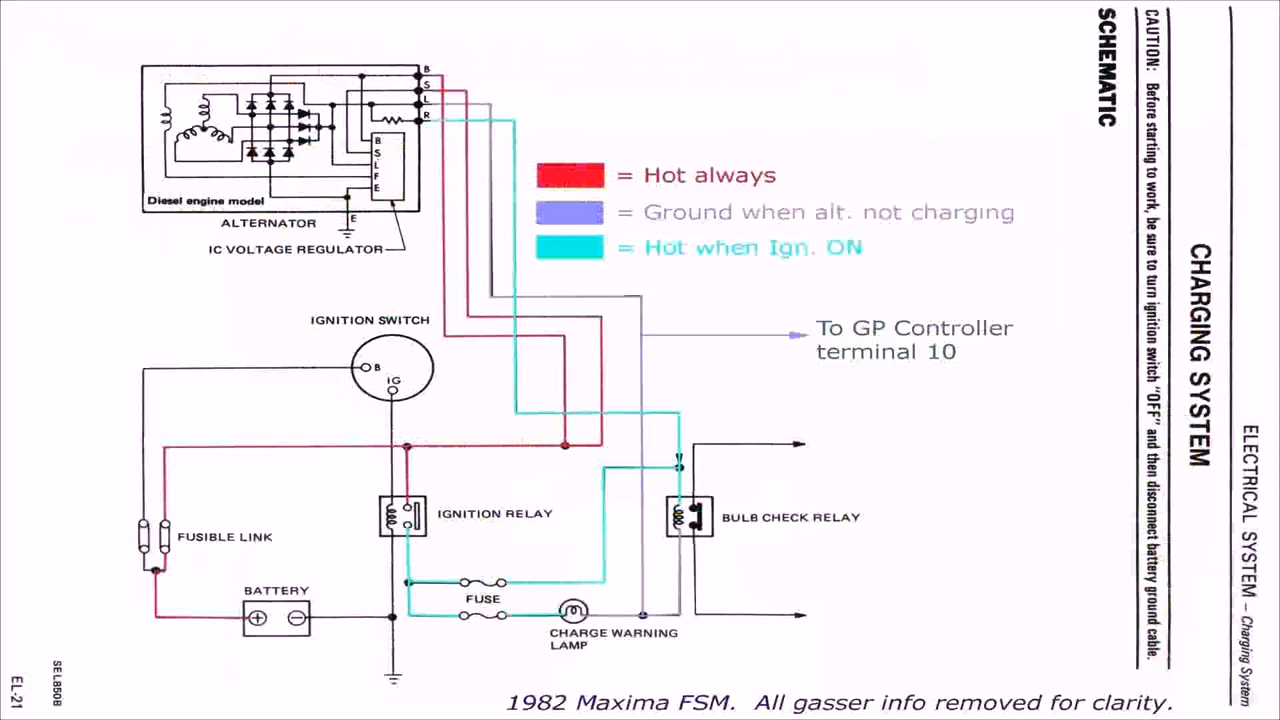 ELECTRICAL SYSTEM – Charging System
CHARGING SYSTEM
CAUTION: Before starting to work, be sure to turn ignition switch "OFF" and then disconnect battery ground cable.
SCHEMATIC
B
S
L
R
B
S
L
F
E
Diesel engine model
E
ALTERNATOR
IC VOLTAGE REGULATOR
= Hot always
= Ground when alt. not charging
= Hot when Ign. ON
IGNITION SWITCH
B
IG
To GP Controller
terminal 10
IGNITION RELAY
BULB CHECK RELAY
FUSIBLE LINK
BATTERY
+
−
FUSE
CHARGE WARNING
LAMP
SEL850B
EL-21
1982 Maxima FSM. All gasser info removed for clarity.